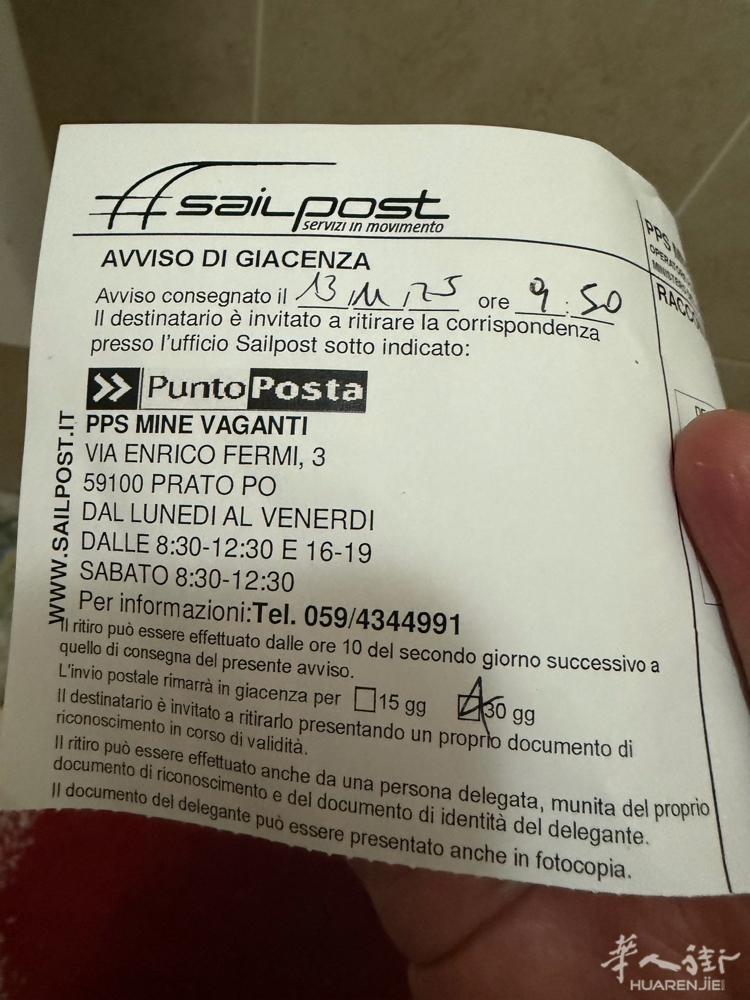 sailpost
servizi in movimento
AVVISO DI GIACENZA
Avviso consegnato il 13/11/25 ore 9:50
Il destinatario è invitato a ritirare la corrispondenza
presso l'ufficio Sailpost sotto indicato:
PuntoPosta
PPS MINE VAGANTI
VIA ENRICO FERMI, 3
59100 PRATO PO
DAL LUNEDI AL VENERDI
DALLE 8:30-12:30 E 16-19
SABATO 8:30-12:30
Per informazioni:Tel. 059/4344991
WWW.SAILPOST.IT
Il ritiro può essere effettuato dalle ore 10 del secondo giorno successivo a
quello di consegna del presente avviso.
L'invio postale rimarrà in giacenza per 15 gg 30 gg
Il destinatario è invitato a ritirarlo presentando un proprio documento di
riconoscimento in corso di validità.
Il ritiro può essere effettuato anche da una persona delegata, munita del proprio
documento di riconoscimento e del documento di identità del delegante.
Il documento del delegante può essere presentato anche in fotocopia.
PPS
華人街
HUARENJIE